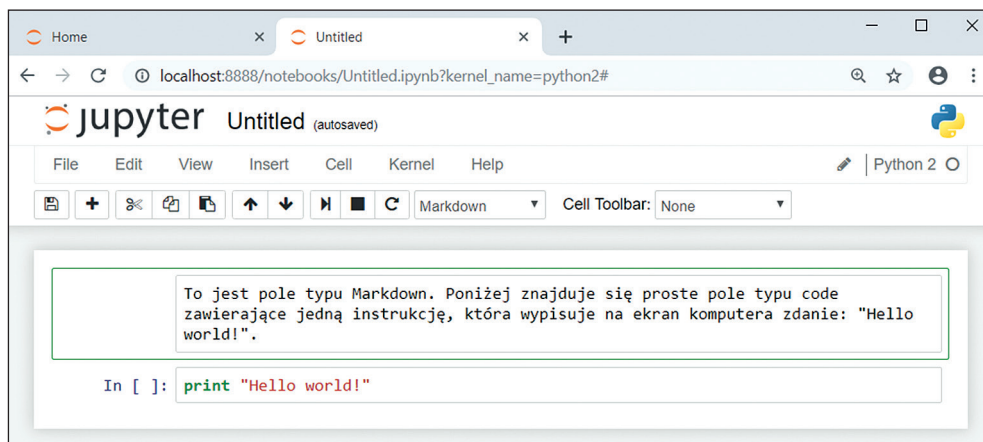 Home
Untitled
localhost:8888/notebooks/Untitled.ipynb?kernel_name=python2#
jupyter Untitled (autosaved)
File Edit View Insert Cell Kernel Help Python 2
Markdown Cell Toolbar: None
To jest pole typu Markdown. Poniżej znajduje się proste pole typu code
zawierające jedną instrukcję, która wypisuje na ekran komputera zdanie: "Hello
world!".
In [ ]: print "Hello world!"